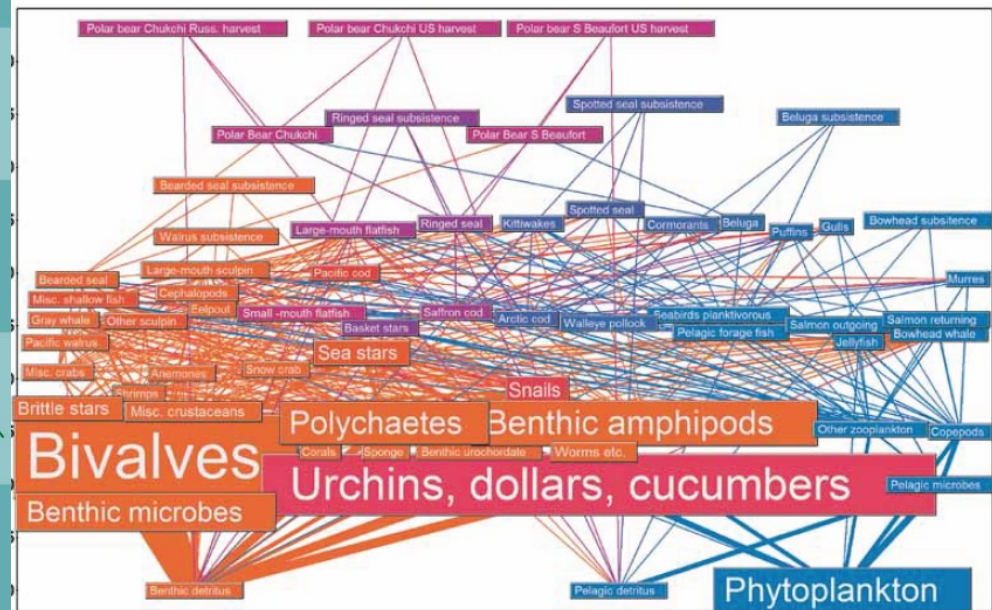 Polar bear Chukchi Russ. harvest
Polar bear Chukchi US harvest
Polar bear S Beaufort US harvest
Spotted seal subsistence
Ringed seal subsistence
Beluga subsistence
Polar Bear Chukchi
Polar Bear S Beaufort
Bearded seal subsistence
Spotted seal
Large-mouth flatfish
Ringed seal
Kittiwakes
Cormorants
Beluga
Puffins
Gulls
Bowhead subsitence
Walrus subsistence
Bearded seal
Large-mouth sculpin
Pacific cod
Murres
Misc. shallow fish
Cephalopods
Eelpout
Gray whale
Other sculpin
Small -mouth flatfish
Saffron cod
Arctic cod
Walleye pollock
Seabirds planktivorous
Salmon outgoing
Salmon returning
Basket stars
Pelagic forage fish
Bowhead whale
Pacific walrus
Jellyfish
Sea stars
Misc. crabs
Anemones
Snow crab
Shrimps
Snails
Brittle stars
Misc. crustaceans
Polychaetes
Benthic amphipods
Other zooplankton
Copepods
Bivalves
Corals
Sponge
Benthic urochordate
Worms etc.
Urchins, dollars, cucumbers
Pelagic microbes
Benthic microbes
Benthic detritus
Pelagic detritus
Phytoplankton